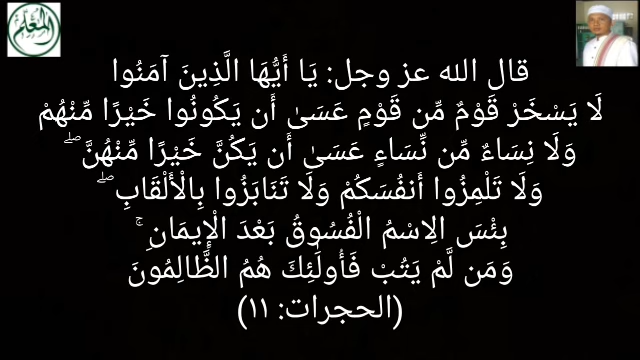 المعلم
قال الله عز وجل: يَا أَيُّهَا الَّذِينَ آمَنُوا
لَا يَسْخَرْ قَوْمٌ مِّن قَوْمٍ عَسَىٰ أَن يَكُونُوا خَيْرًا مِّنْهُمْ
وَلَا نِسَاءٌ مِّن نِّسَاءٍ عَسَىٰ أَن يَكُنَّ خَيْرًا مِّنْهُنَّ ۖ
وَلَا تَلْمِزُوا أَنفُسَكُمْ وَلَا تَنَابَزُوا بِالْأَلْقَابِ ۖ
بِئْسَ الِاسْمُ الْفُسُوقُ بَعْدَ الْإِيمَانِ ۚ
وَمَن لَّمْ يَتُبْ فَأُولَٰئِكَ هُمُ الظَّالِمُونَ
(الحجرات: ١١)